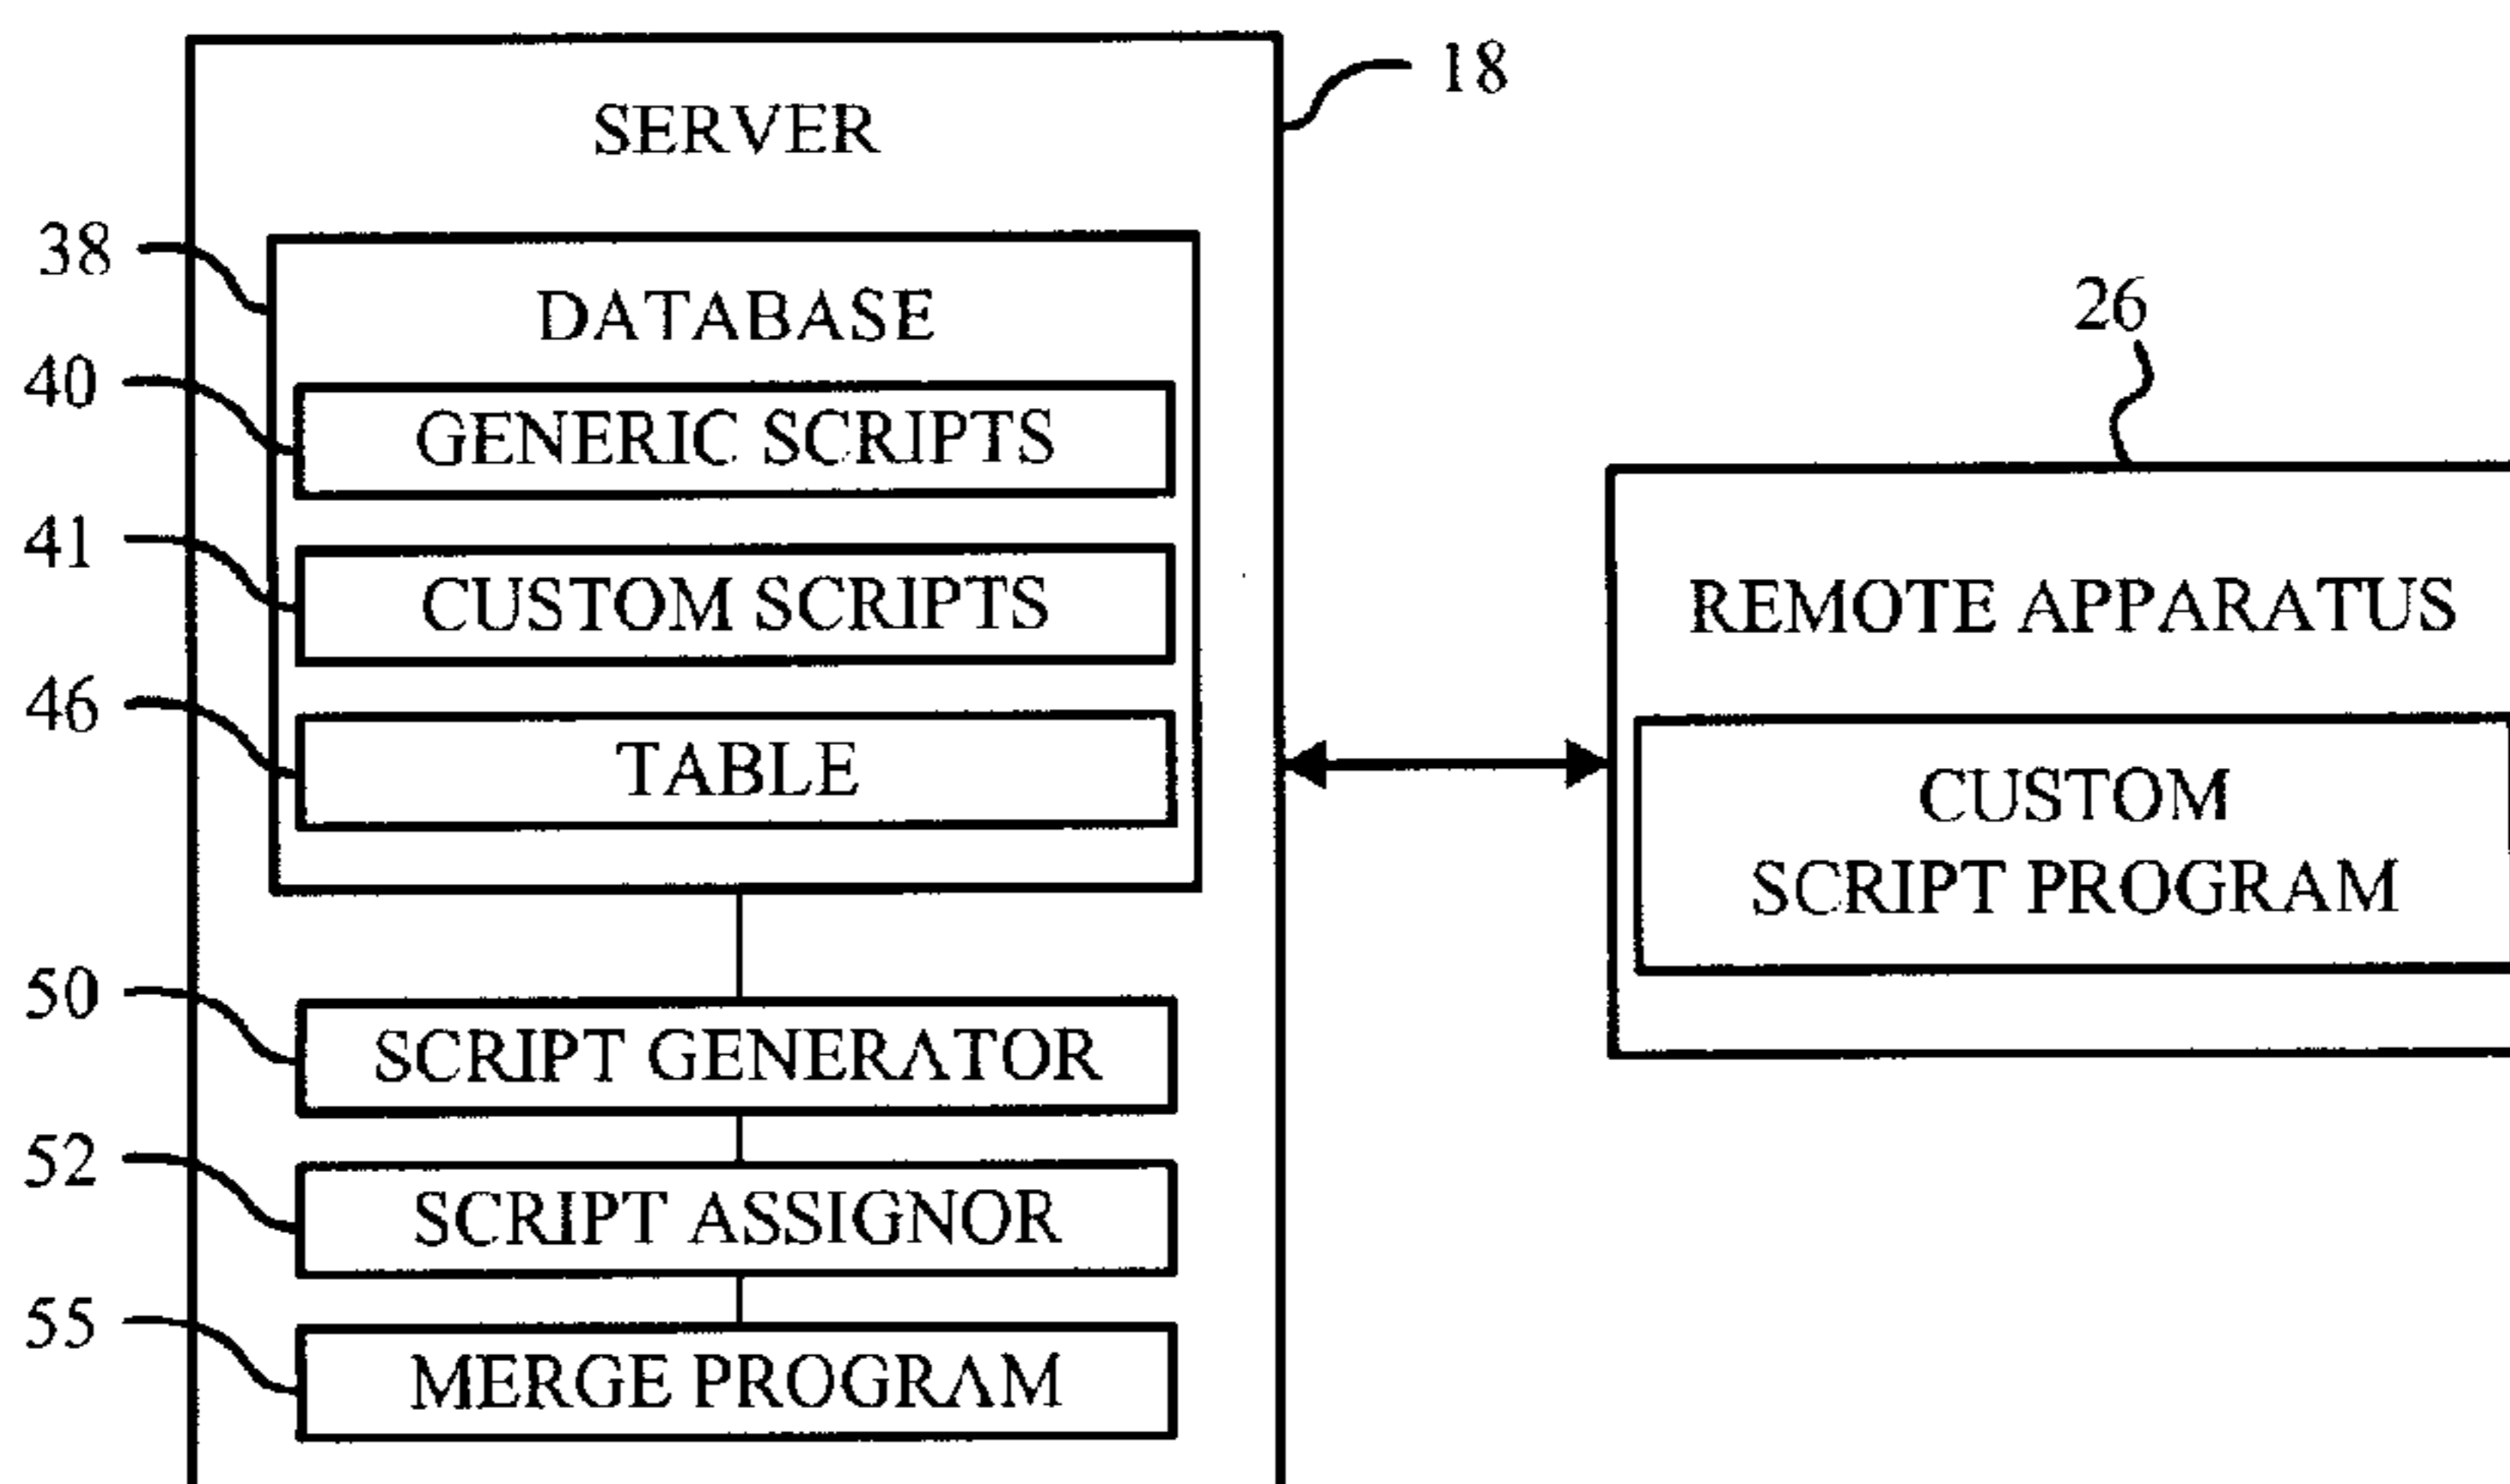 18
SERVER
38
DATABASE
40
GENERIC SCRIPTS
41
CUSTOM SCRIPTS
46
TABLE
50
SCRIPT GENERATOR
52
SCRIPT ASSIGNOR
55
MERGE PROGRAM
26
REMOTE APPARATUS
CUSTOM
SCRIPT PROGRAM